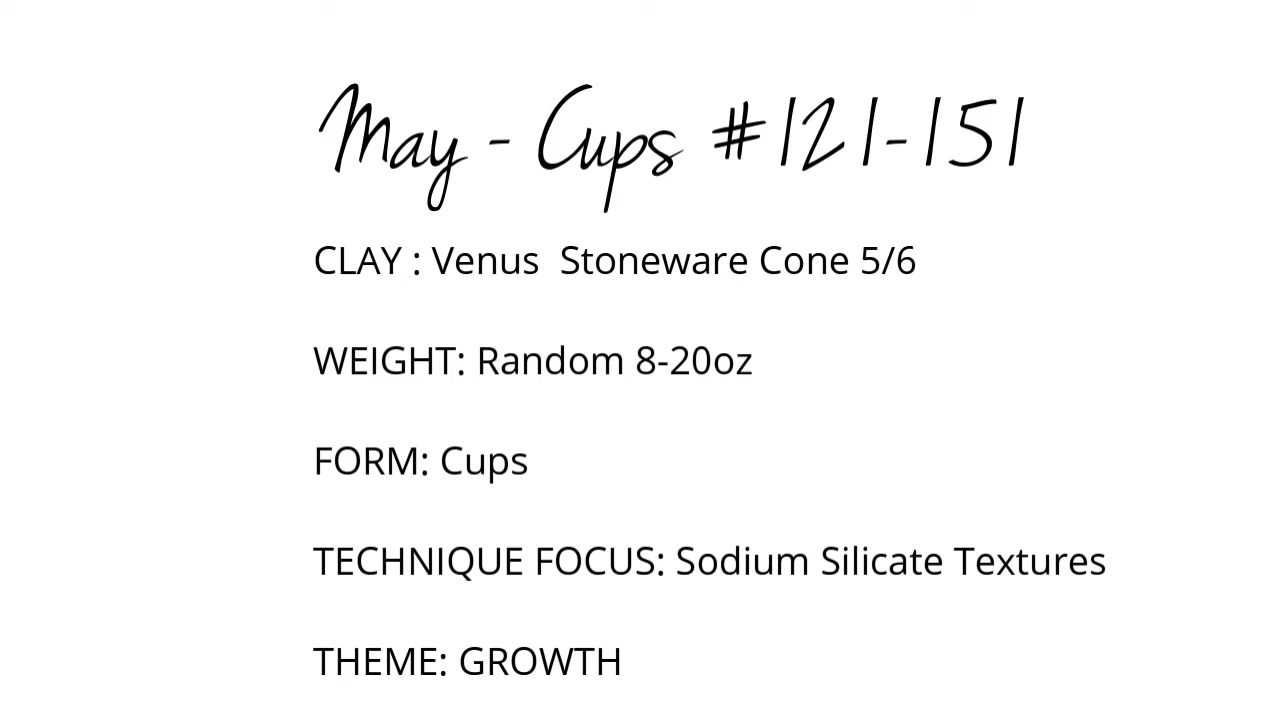 May - Cups #121-151
CLAY : Venus  Stoneware Cone 5/6
WEIGHT: Random 8-20oz
FORM: Cups
TECHNIQUE FOCUS: Sodium Silicate Textures
THEME: GROWTH